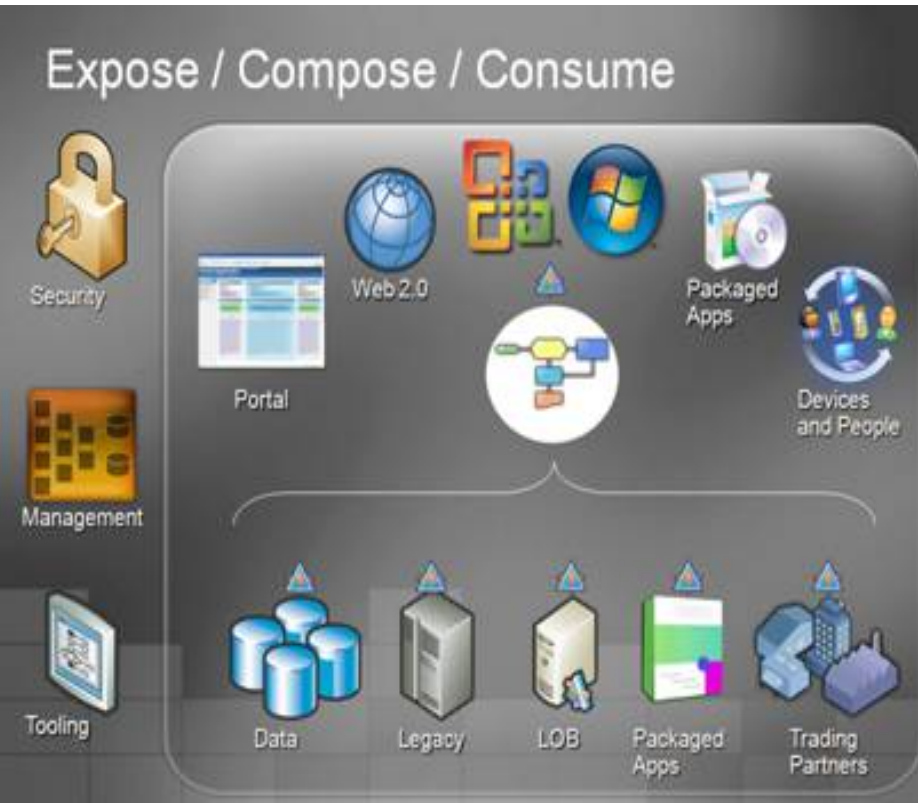 Expose / Compose / Consume
Security
Web 2.0
Packaged
Apps
Portal
Devices
and People
Management
Tooling
Data
Legacy
LOB
Packaged
Apps
Trading
Partners